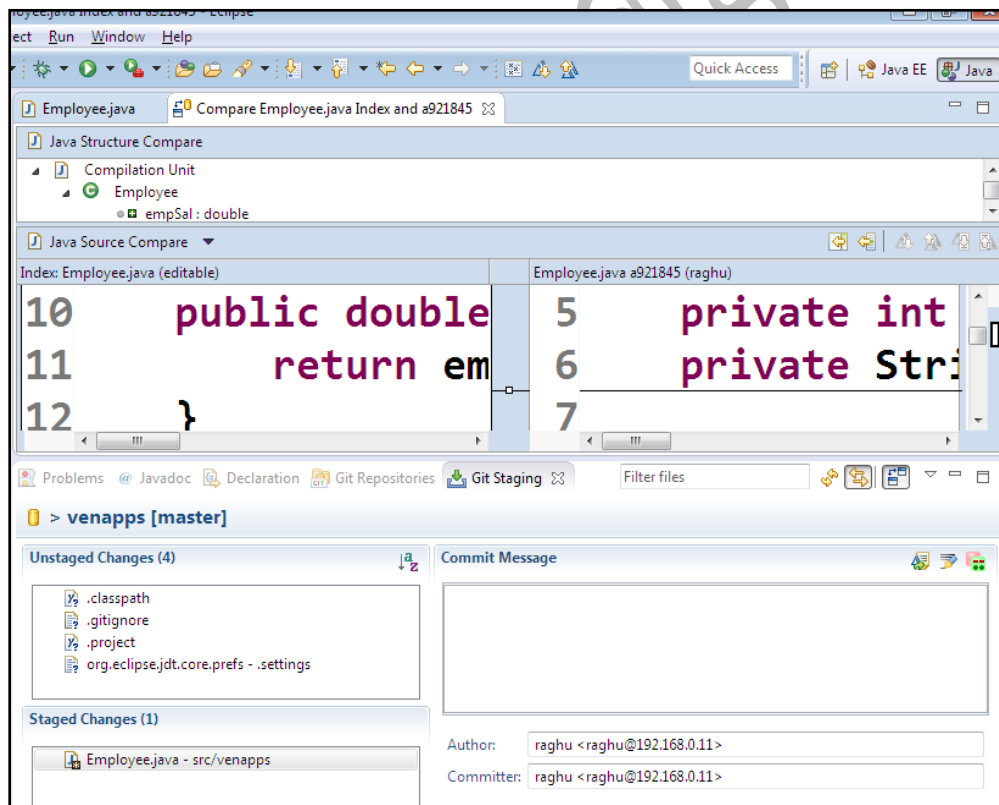 oyee.java Index and a921845 - Eclipse
ect Run Window Help
Quick Access Java EE Java
Employee.java Compare Employee.java Index and a921845
Java Structure Compare
Compilation Unit
Employee
empSal : double
Java Source Compare
Index: Employee.java (editable) Employee.java a921845 (raghu)
10 public double
11 return em
12 }
5 private int
6 private Stri
7
Problems @ Javadoc Declaration Git Repositories Git Staging Filter files
> venapps [master]
Unstaged Changes (4)
.classpath
.gitignore
.project
org.eclipse.jdt.core.prefs - .settings
Staged Changes (1)
Employee.java - src/venapps
Commit Message
Author: raghu <raghu@192.168.0.11>
Committer: raghu <raghu@192.168.0.11>